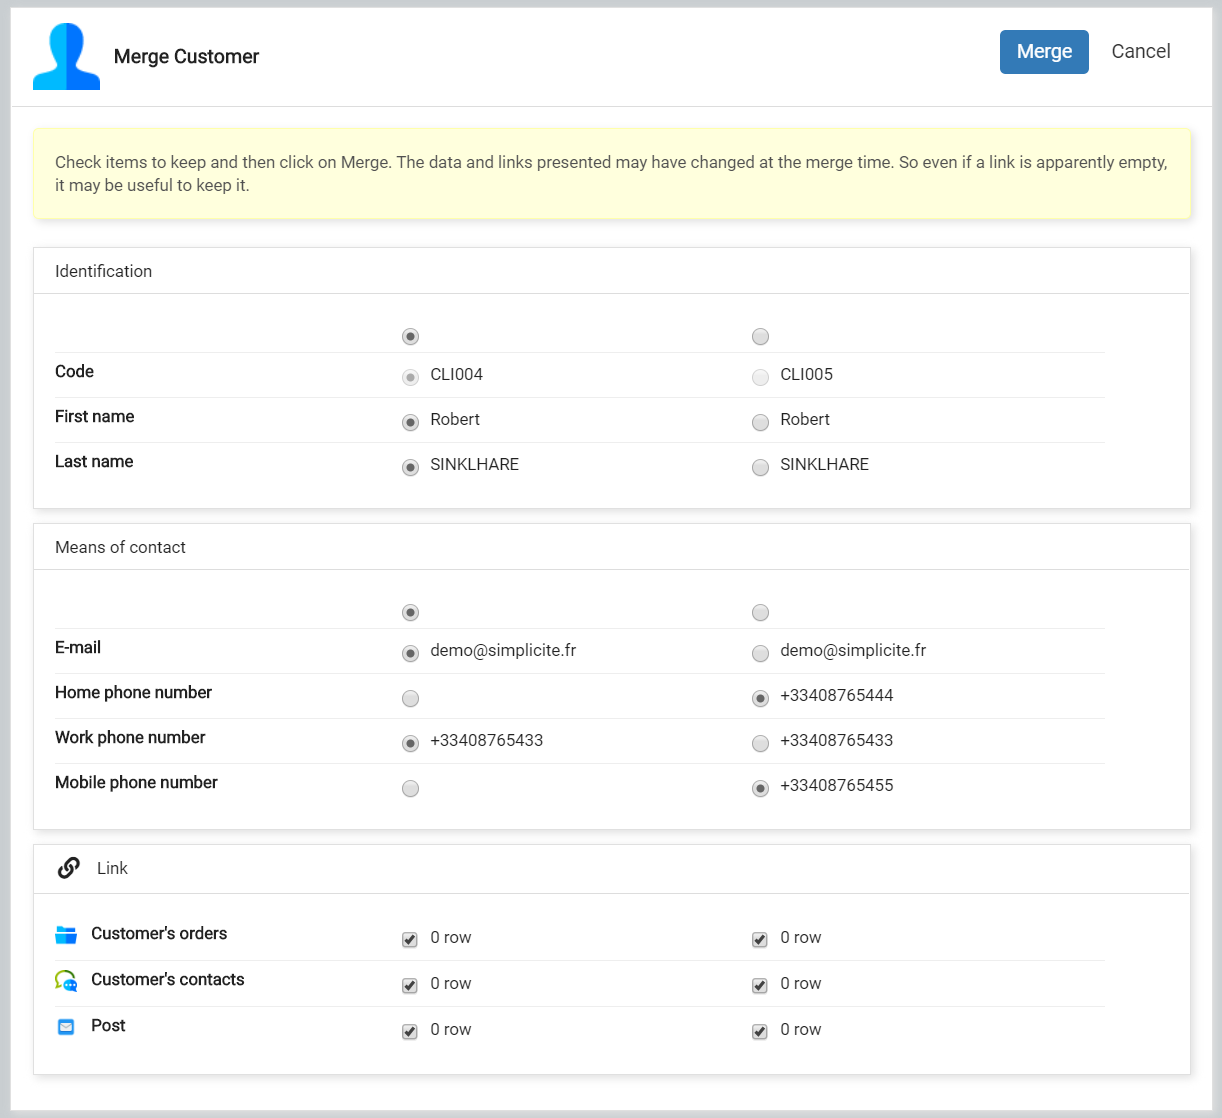 Merge Customer
Merge
Cancel
Check items to keep and then click on Merge. The data and links presented may have changed at the merge time. So even if a link is apparently empty,
it may be useful to keep it.
Identification
Code CLI004 CLI005
First name Robert Robert
Last name SINKLHARE SINKLHARE
Means of contact
E-mail demo@simplicite.fr demo@simplicite.fr
Home phone number +33408765444
Work phone number +33408765433 +33408765433
Mobile phone number +33408765455
Link
Customer's orders 0 row 0 row
Customer's contacts 0 row 0 row
Post 0 row 0 row